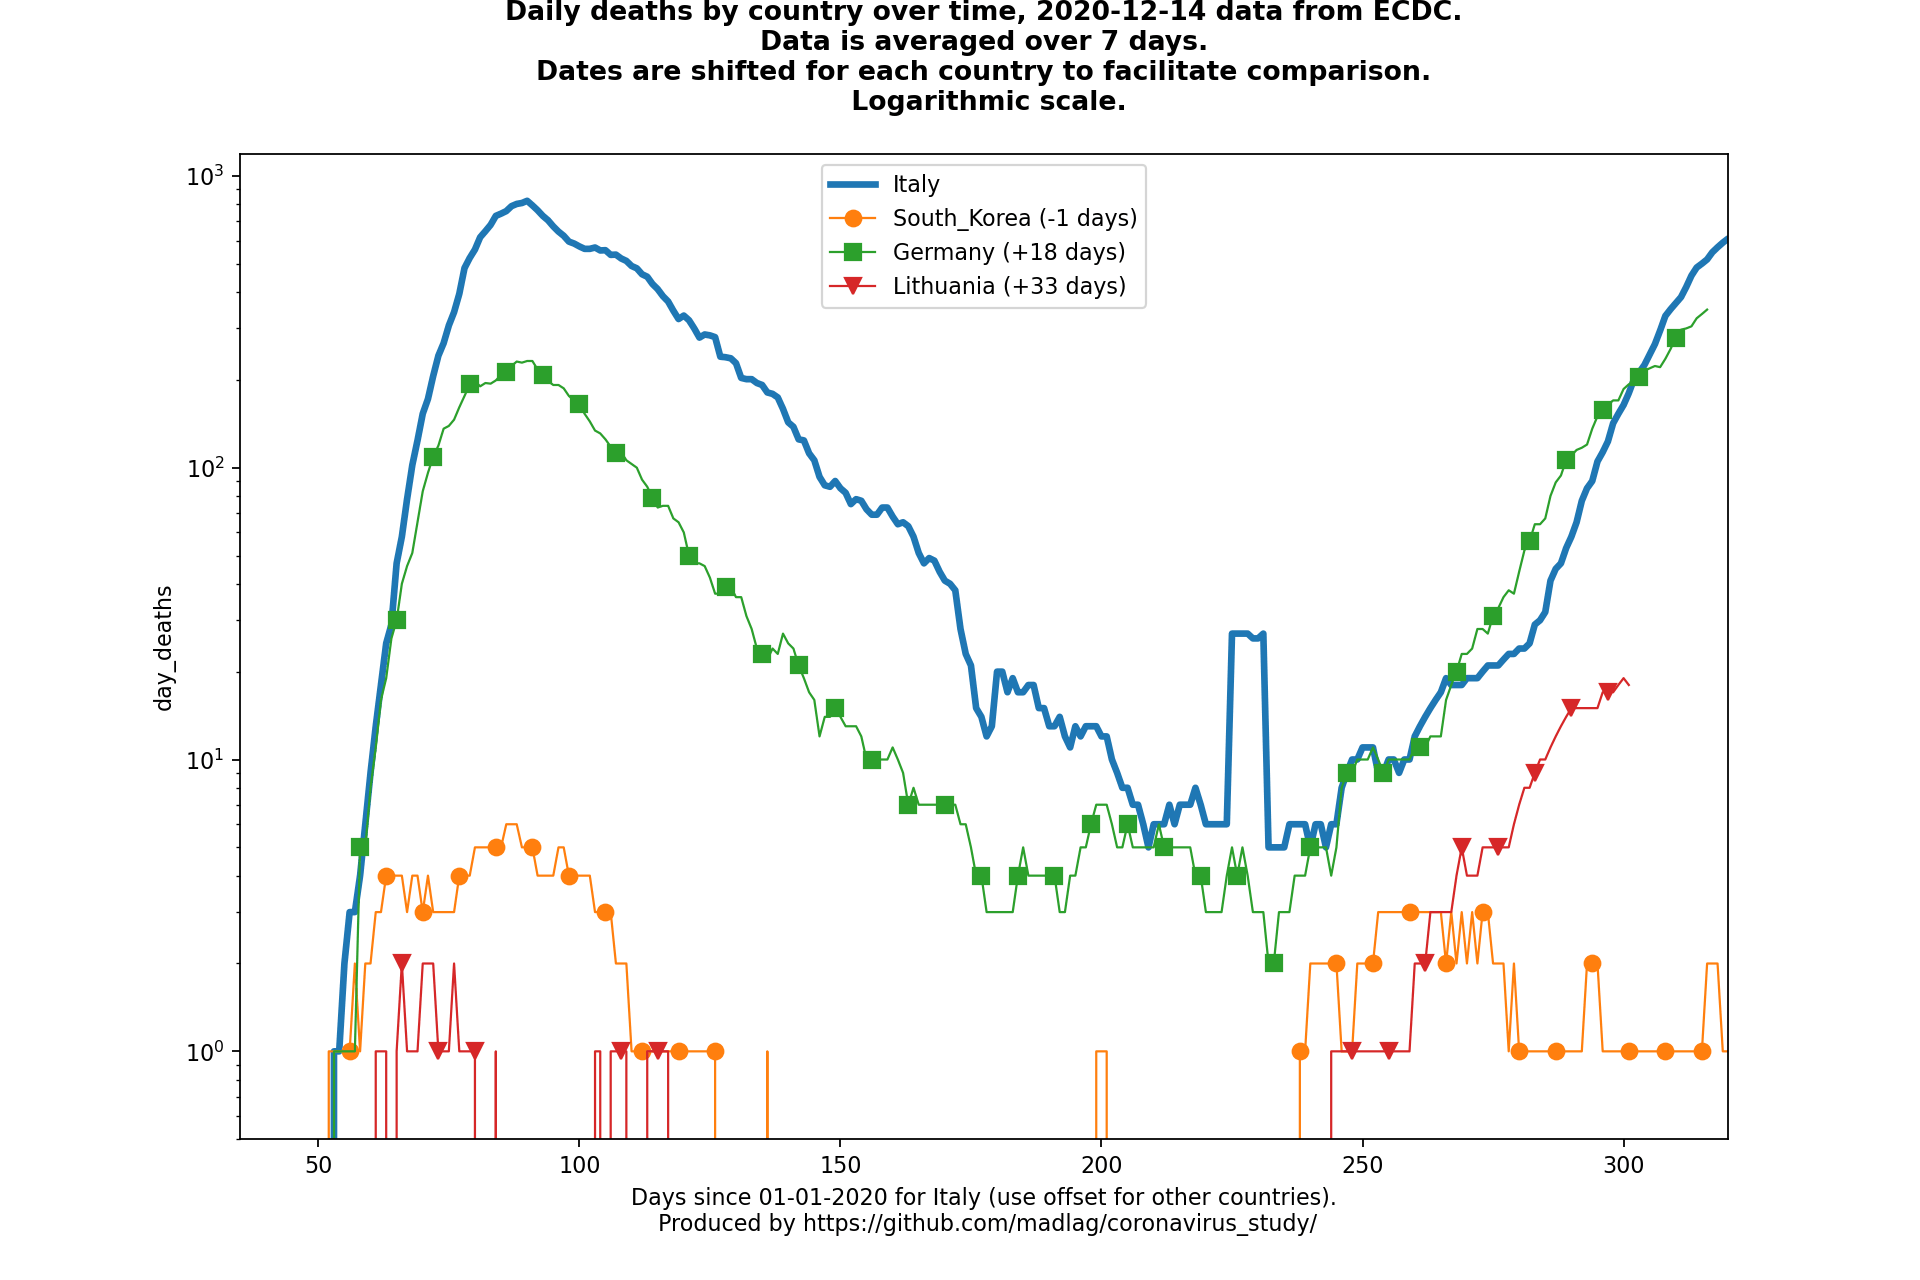 Daily deaths by country over time, 2020-12-14 data from ECDC.
Data is averaged over 7 days.
Dates are shifted for each country to facilitate comparison.
Logarithmic scale.
10³
10²
10¹
10⁰
day_deaths
Italy
South_Korea (-1 days)
Germany (+18 days)
Lithuania (+33 days)
50 100 150 200 250 300
Days since 01-01-2020 for Italy (use offset for other countries).
Produced by https://github.com/madlag/coronavirus_study/